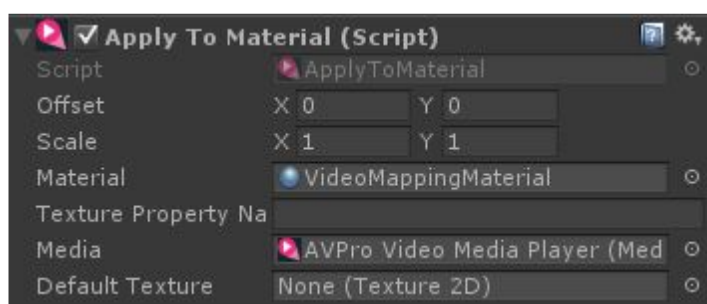 Apply To Material (Script)
Script ApplyToMaterial
Offset X 0 Y 0
Scale X 1 Y 1
Material VideoMappingMaterial
Texture Property Na
Media AVPro Video Media Player (Med
Default Texture None (Texture 2D)